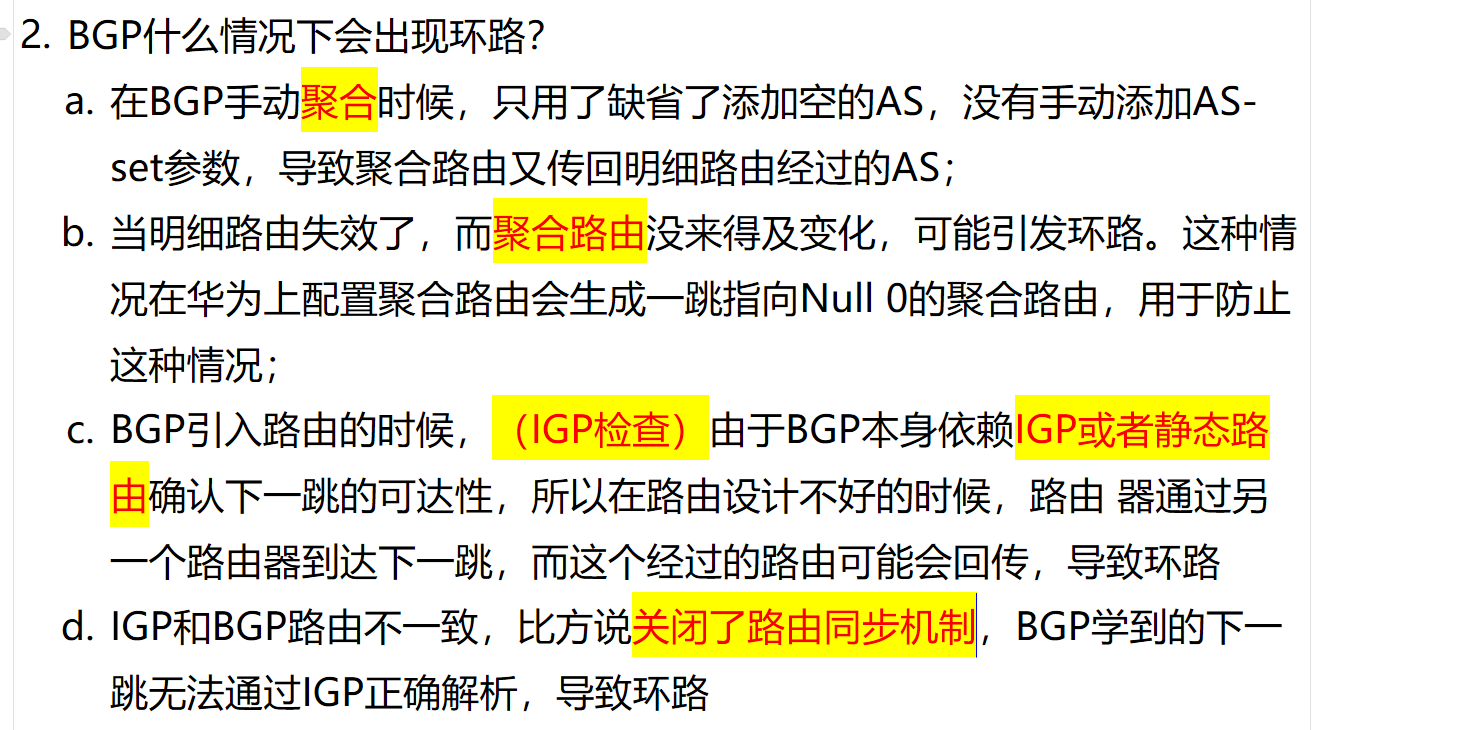 2. BGP什么情况下会出现环路？
a. 在BGP手动聚合时候，只用了缺省了添加空的AS，没有手动添加AS-
set参数，导致聚合路由又传回明细路由经过的AS；
b. 当明细路由失效了，而聚合路由没来得及变化，可能引发环路。这种情
况在华为上配置聚合路由会生成一跳指向Null 0的聚合路由，用于防止
这种情况；
c. BGP引入路由的时候，（IGP检查）由于BGP本身依赖IGP或者静态路
由确认下一跳的可达性，所以在路由设计不好的时候，路由 器通过另
一个路由器到达下一跳，而这个经过的路由可能会回传，导致环路
d. IGP和BGP路由不一致，比方说关闭了路由同步机制，BGP学到的下一
跳无法通过IGP正确解析，导致环路